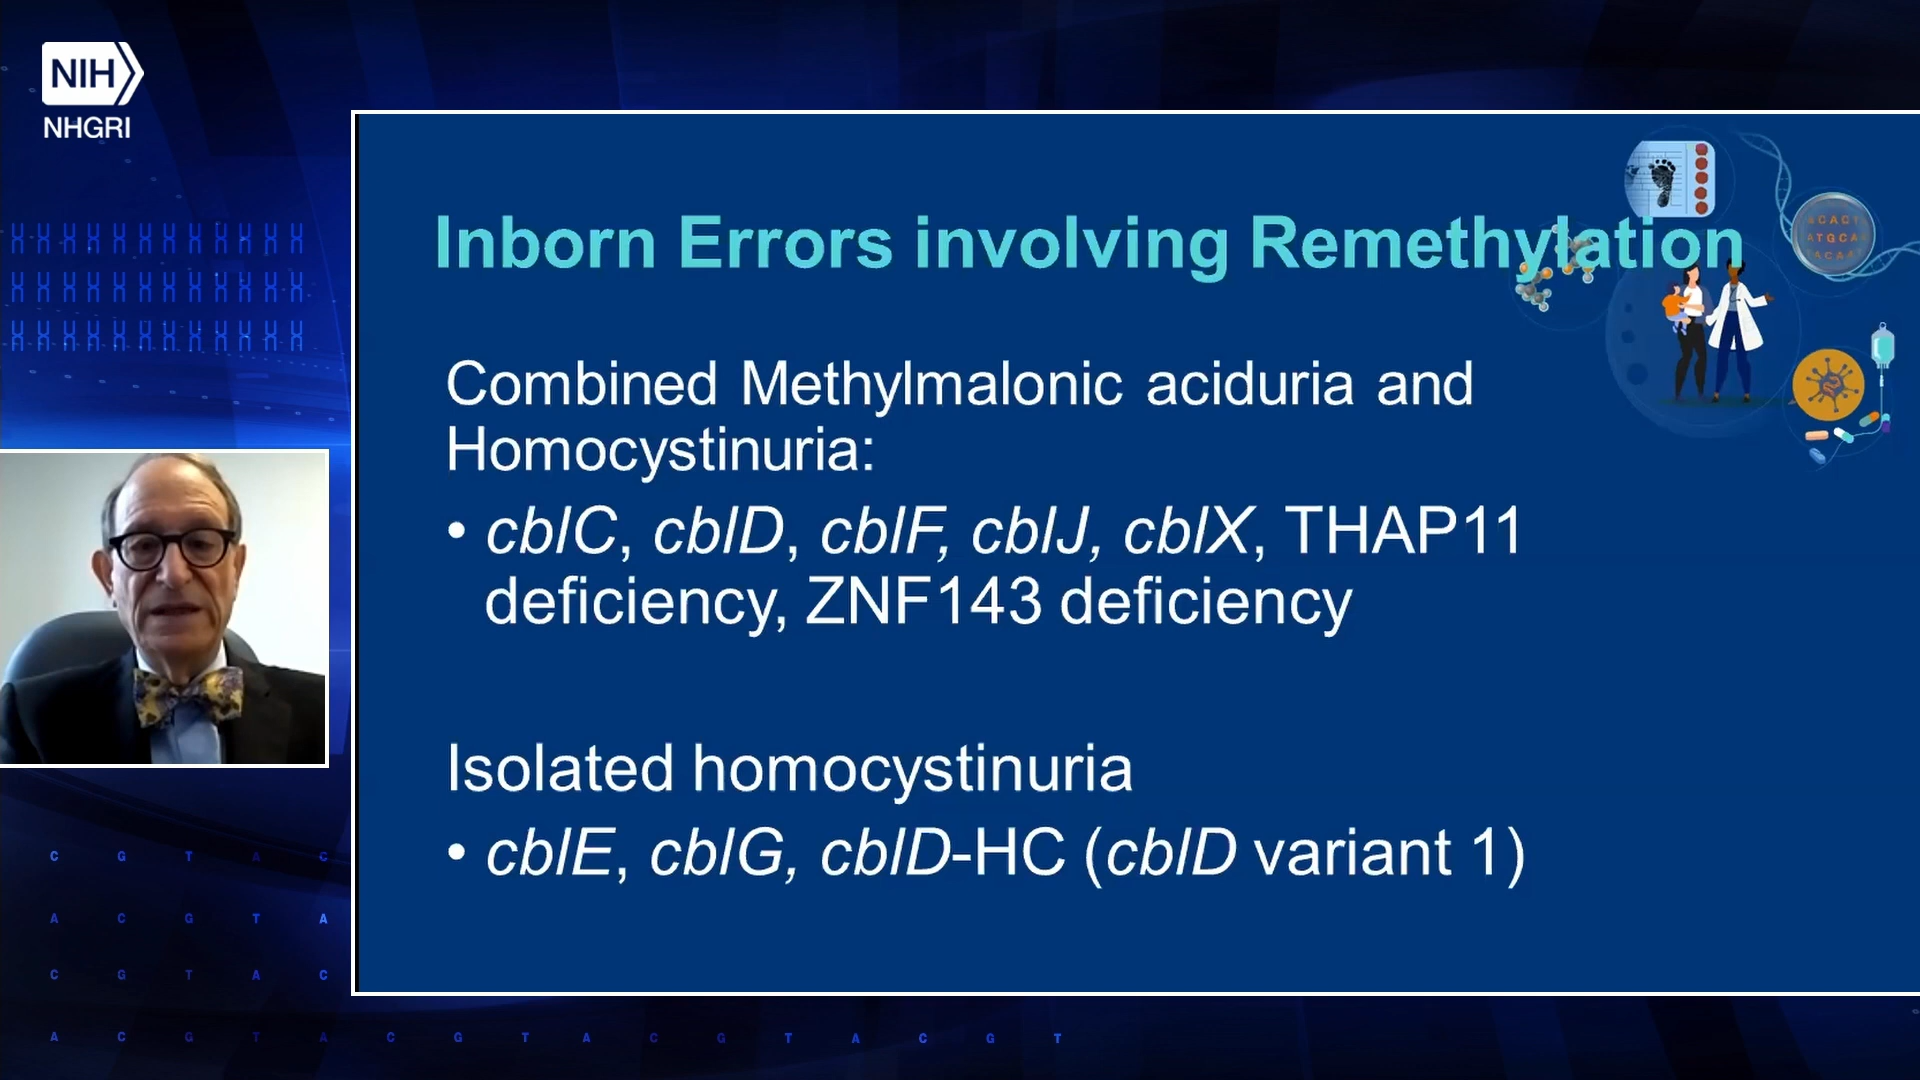 NIH
NHGRI
Inborn Errors involving Remethylation
Combined Methylmalonic aciduria and
Homocystinuria:
• cblC, cblD, cblF, cblJ, cblX, THAP11
deficiency, ZNF143 deficiency
Isolated homocystinuria
• cblE, cblG, cblD-HC (cblD variant 1)
C G T A C
A C G T A
C G T A C
A C G T A C G T A C G T A C G T